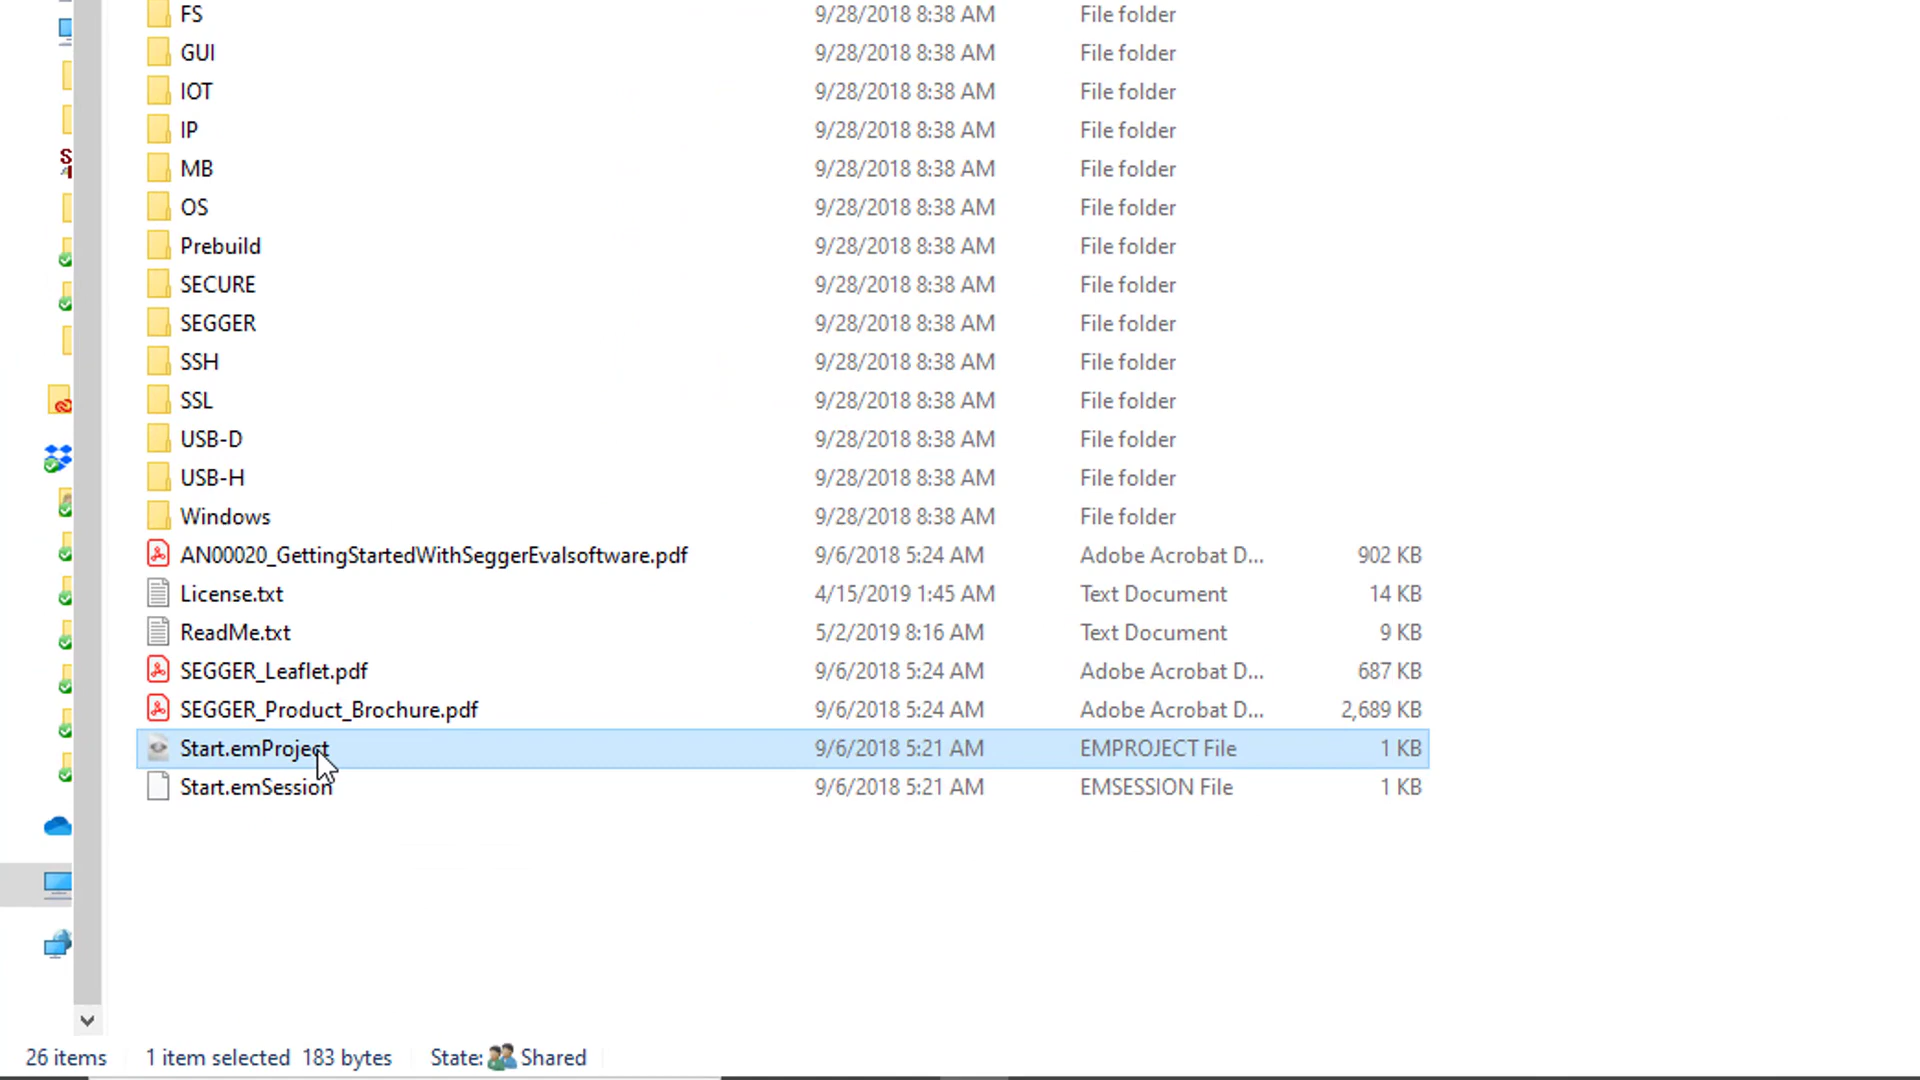 FS 9/28/2018 8:38 AM File folder
GUI 9/28/2018 8:38 AM File folder
IOT 9/28/2018 8:38 AM File folder
IP 9/28/2018 8:38 AM File folder
MB 9/28/2018 8:38 AM File folder
OS 9/28/2018 8:38 AM File folder
Prebuild 9/28/2018 8:38 AM File folder
SECURE 9/28/2018 8:38 AM File folder
SEGGER 9/28/2018 8:38 AM File folder
SSH 9/28/2018 8:38 AM File folder
SSL 9/28/2018 8:38 AM File folder
USB-D 9/28/2018 8:38 AM File folder
USB-H 9/28/2018 8:38 AM File folder
Windows 9/28/2018 8:38 AM File folder
AN00020_GettingStartedWithSeggerEvalsoftware.pdf 9/6/2018 5:24 AM Adobe Acrobat D... 902 KB
License.txt 4/15/2019 1:45 AM Text Document 14 KB
ReadMe.txt 5/2/2019 8:16 AM Text Document 9 KB
SEGGER_Leaflet.pdf 9/6/2018 5:24 AM Adobe Acrobat D... 687 KB
SEGGER_Product_Brochure.pdf 9/6/2018 5:24 AM Adobe Acrobat D... 2,689 KB
Start.emProject 9/6/2018 5:21 AM EMPROJECT File 1 KB
Start.emSession 9/6/2018 5:21 AM EMSESSION File 1 KB
26 items 1 item selected 183 bytes State: Shared